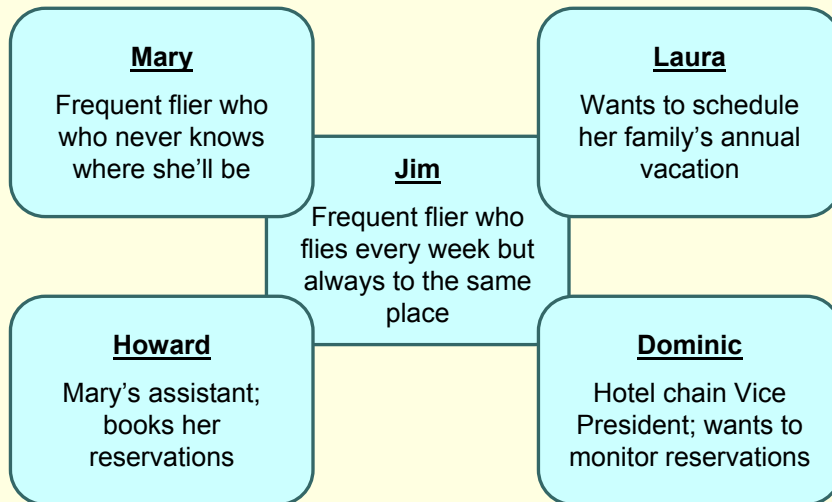 Mary
Frequent flier who
who never knows
where she'll be
Laura
Wants to schedule
her family's annual
vacation
Jim
Frequent flier who
flies every week but
always to the same
place
Howard
Mary's assistant;
books her
reservations
Dominic
Hotel chain Vice
President; wants to
monitor reservations